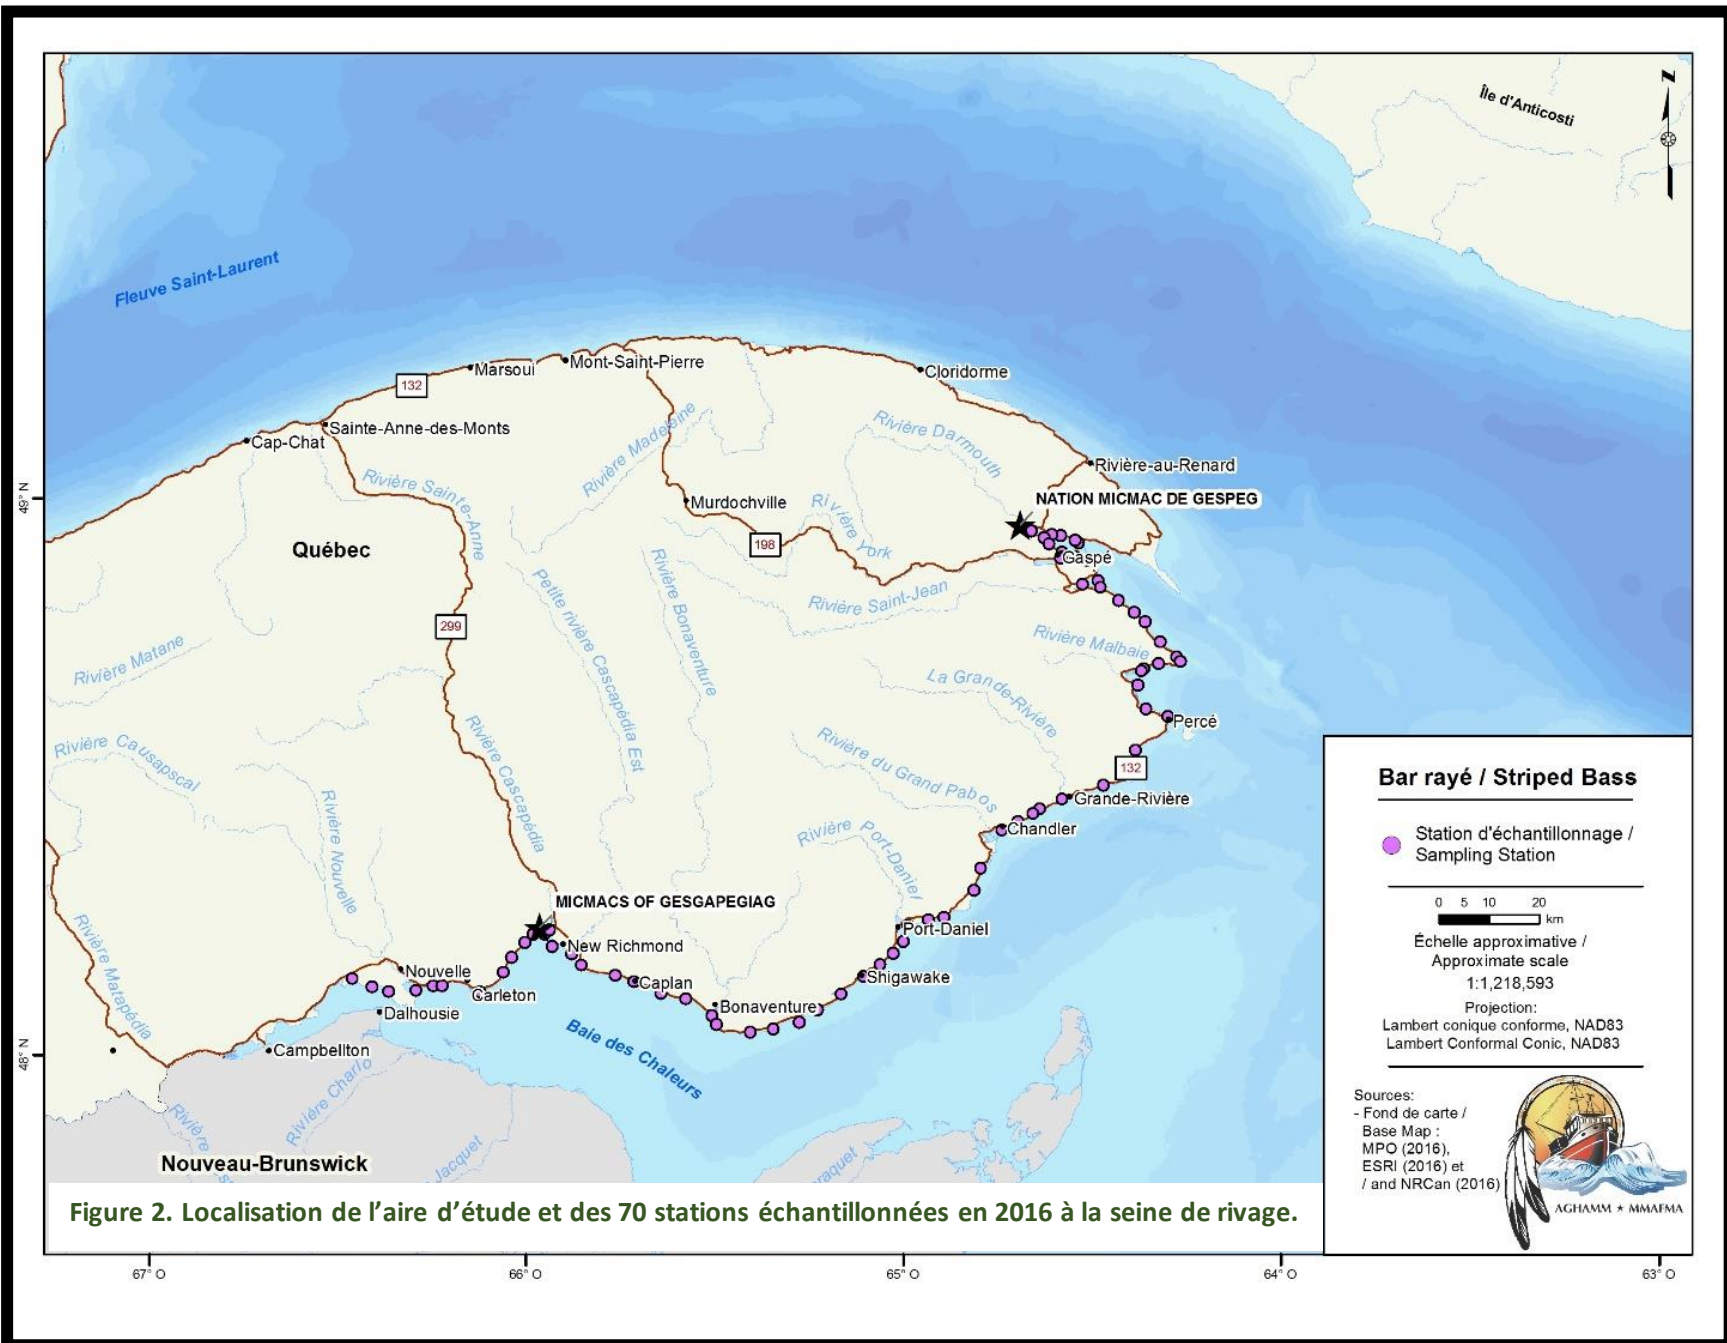 Île d'Anticosti
Z
Fleuve Saint-Laurent
Mont-Saint-Pierre
Marsoui
Cloridorme
132
Sainte-Anne-des-Monts
Cap-Chat
Rivière Madeleine
Rivière Darmouth
Rivière-au-Renard
Rivière Sainte-Anne
NATION MICMAC DE GESPEG
49° N
Murdochville
Rivière York
Québec
198
Gaspé
Petite rivière Cascapédia Est
Rivière Bonaventure
Rivière Saint-Jean
299
Rivière Malbaie
Rivière Matane
La Grande-Rivière
Percé
Rivière Causapscal
Rivière Cascapédia
Rivière du Grand Pabos
132
Grande-Rivière
Rivière Nouvelle
Rivière Port-Daniel
Chandler
MICMACS OF GESGAPEGIAG
Port-Daniel
New Richmond
Rivière Matapédia
Nouvelle
Shigawake
Caplan
Carleton
Bonaventure
Dalhousie
Baie des Chaleurs
48° N
Campbellton
Rivière Charlo
Rivière
Jacquet
raquet
Nouveau-Brunswick
Bar rayé / Striped Bass
Station d'échantillonnage /
Sampling Station
0 5 10 20
km
Échelle approximative /
Approximate scale
1:1,218,593
Projection:
Lambert conique conforme, NAD83
Lambert Conformal Conic, NAD83
Sources:
- Fond de carte /
Base Map :
MPO (2016),
ESRI (2016) et
/ and NRCan (2016)
AGHAMM ★ MMAFMA
Figure 2. Localisation de l’aire d’étude et des 70 stations échantillonnées en 2016 à la seine de rivage.
67° O
66° O
65° O
64° O
63° O